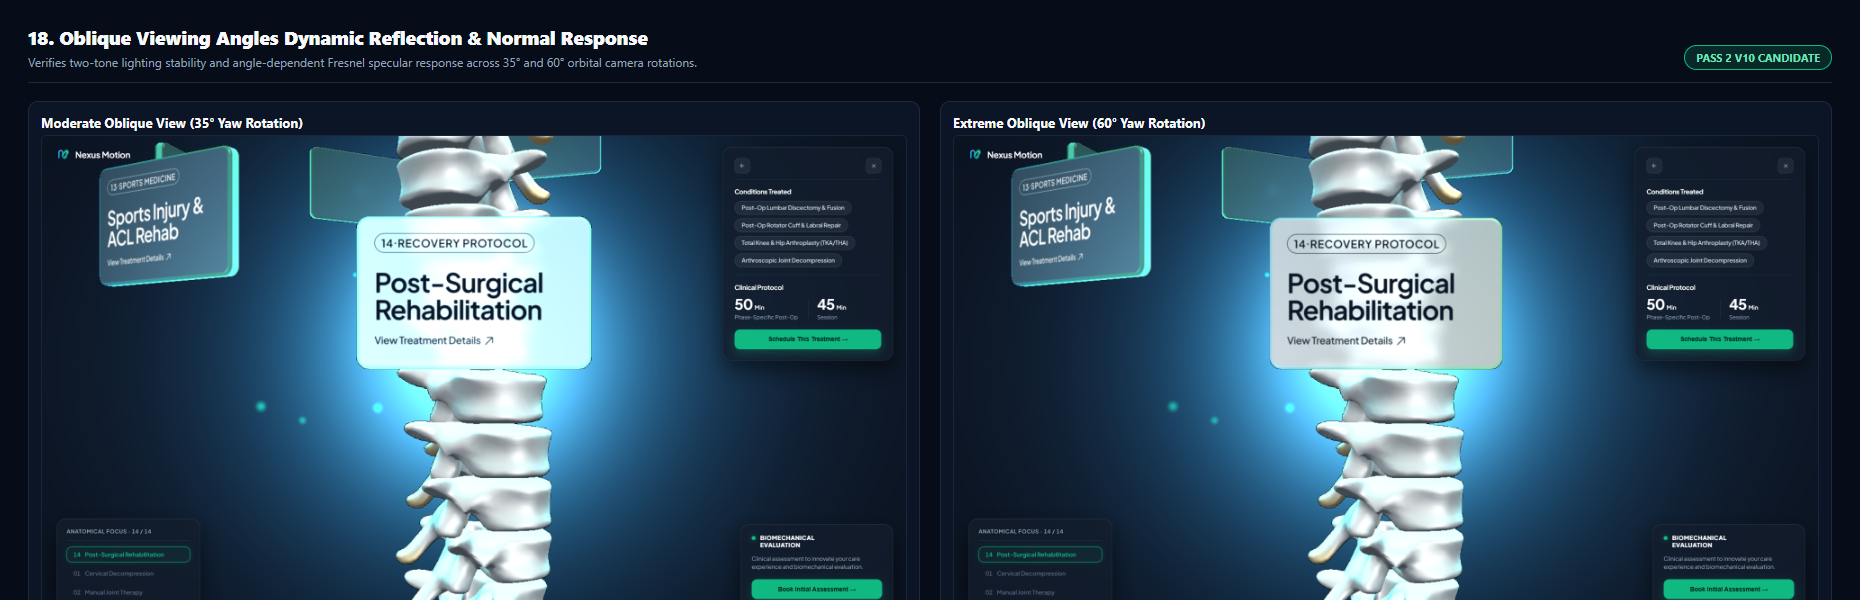 18. Oblique Viewing Angles Dynamic Reflection & Normal Response
Verifies two-tone lighting stability and angle-dependent Fresnel specular response across 35° and 60° orbital camera rotations.
PASS 2 V10 CANDIDATE
Moderate Oblique View (35° Yaw Rotation)
Nexus Motion
13·SPORTS MEDICINE
Sports Injury &
ACL Rehab
View Treatment Details ↗
14·RECOVERY PROTOCOL
Post-Surgical
Rehabilitation
View Treatment Details ↗
Conditions Treated
Post-Op Lumbar Discectomy & Fusion
Post-Op Rotator Cuff & Labral Repair
Total Knee & Hip Arthroplasty (TKA/THA)
Arthroscopic Joint Decompression
Clinical Protocol
50 Min
45 Min
Phase-Specific Post-Op
Session
Schedule This Treatment →
ANATOMICAL FOCUS · 14 / 14
14 Post-Surgical Rehabilitation
01 Cervical Decompression
02 Manual Joint Therapy
BIOMECHANICAL
EVALUATION
Clinical assessment to innovate your care
experience and biomechanical evaluation.
Book Initial Assessment →
Extreme Oblique View (60° Yaw Rotation)
Nexus Motion
13·SPORTS MEDICINE
Sports Injury &
ACL Rehab
View Treatment Details ↗
14·RECOVERY PROTOCOL
Post-Surgical
Rehabilitation
View Treatment Details ↗
Conditions Treated
Post-Op Lumbar Discectomy & Fusion
Post-Op Rotator Cuff & Labral Repair
Total Knee & Hip Arthroplasty (TKA/THA)
Arthroscopic Joint Decompression
Clinical Protocol
50 Min
45 Min
Phase-Specific Post-Op
Session
Schedule This Treatment →
ANATOMICAL FOCUS · 14 / 14
14 Post-Surgical Rehabilitation
01 Cervical Decompression
02 Manual Joint Therapy
BIOMECHANICAL
EVALUATION
Clinical assessment to innovate your care
experience and biomechanical evaluation.
Book Initial Assessment →